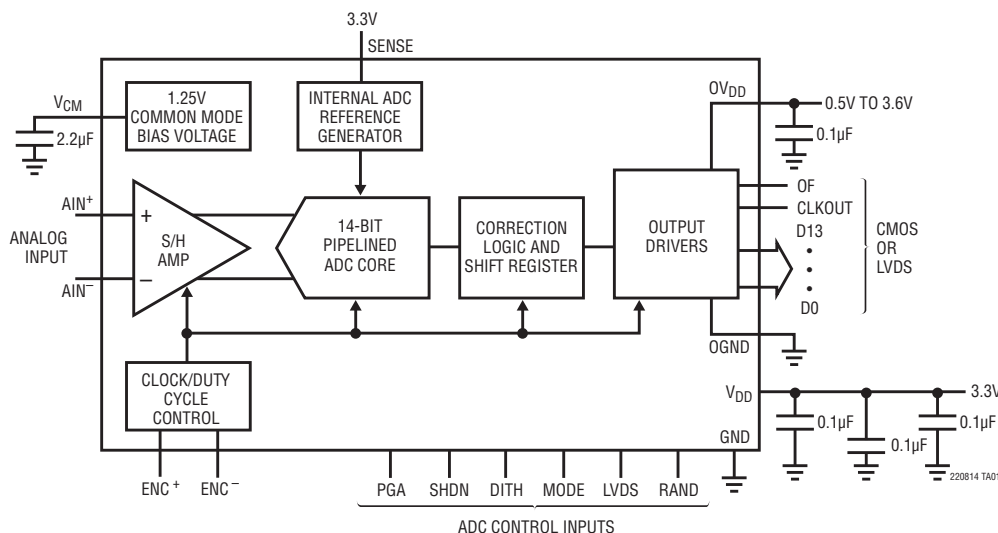 3.3V
SENSE
1.25V
COMMON MODE
BIAS VOLTAGE
INTERNAL ADC
REFERENCE
GENERATOR
VCM
2.2µF
OVDD
0.5V TO 3.6V
0.1µF
AIN+
ANALOG
INPUT
AIN−
+
S/H
AMP
−
14-BIT
PIPELINED
ADC CORE
CORRECTION
LOGIC AND
SHIFT REGISTER
OUTPUT
DRIVERS
OF
CLKOUT
D13
•
•
•
D0
CMOS
OR
LVDS
OGND
CLOCK/DUTY
CYCLE
CONTROL
VDD
3.3V
0.1µF
0.1µF
0.1µF
GND
ENC+
ENC−
PGA
SHDN
DITH
MODE
LVDS
RAND
ADC CONTROL INPUTS
220814 TA01